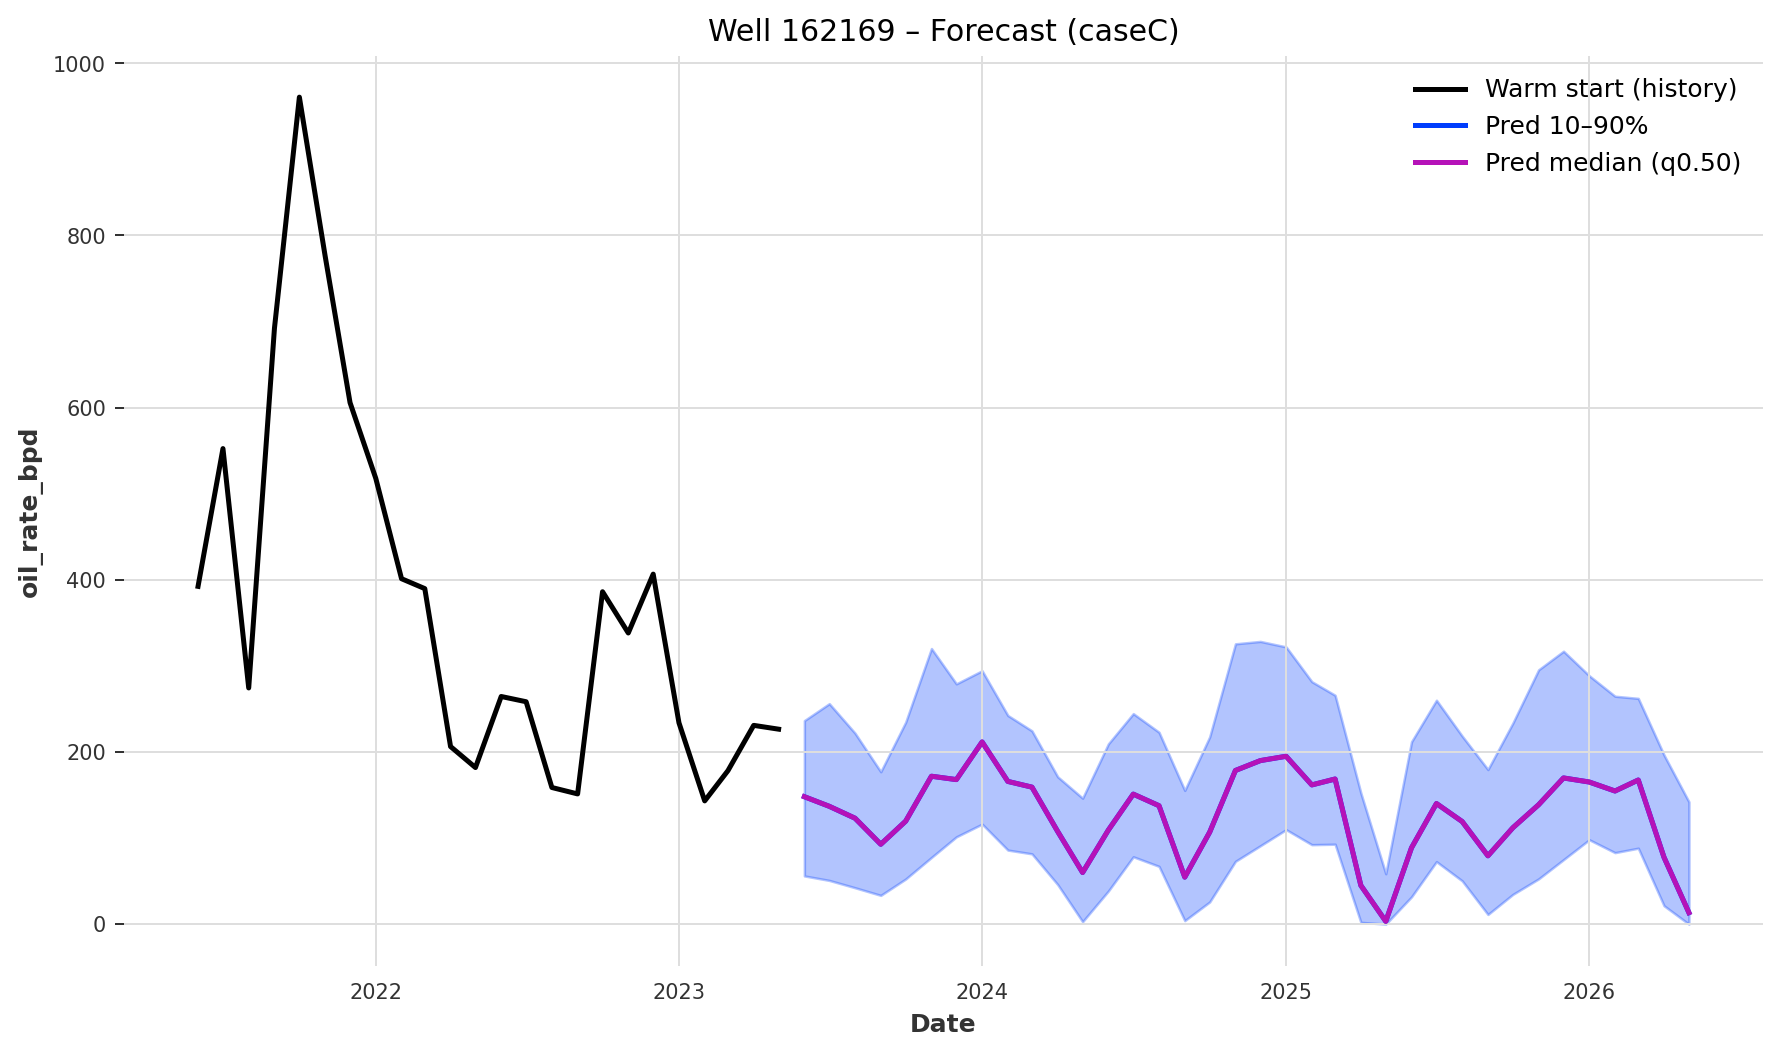 Well 162169 – Forecast (caseC)
1000
800
600
400
200
0
oil_rate_bpd
Warm start (history)
Pred 10–90%
Pred median (q0.50)
2022
2023
2024
2025
2026
Date